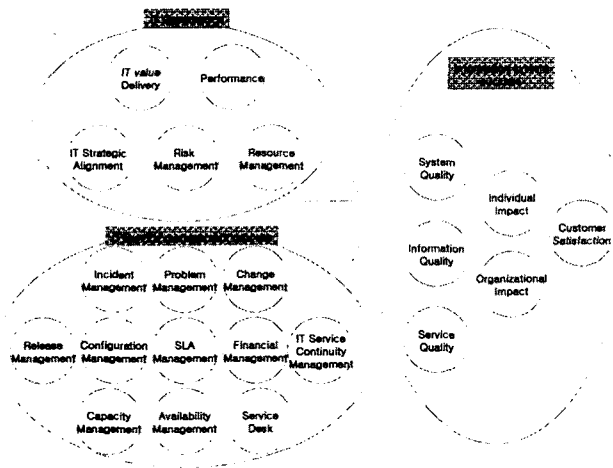 IT value
Delivery
Performance
IT Strategic
Alignment
Risk
Management
Resource
Management
System
Quality
Individual
Impact
Customer
Satisfaction
Information
Quality
Organizational
Impact
Service
Quality
Incident
Management
Problem
Management
Change
Management
Release
Management
Configuration
Management
SLA
Management
Financial
Management
IT Service
Continuity
Management
Capacity
Management
Availability
Management
Service
Desk